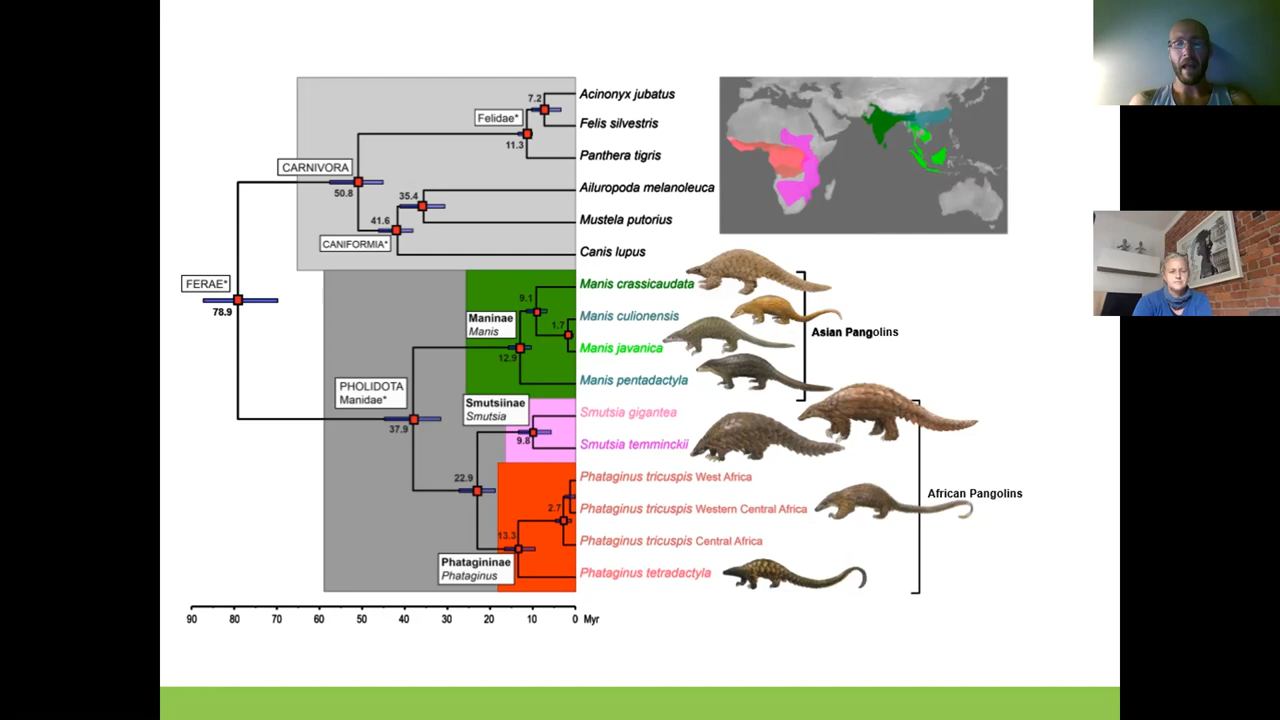 7.2
Acinonyx jubatus
Felidae*
Felis silvestris
11.3
Panthera tigris
CARNIVORA
50.8
35.4
Ailuropoda melanoleuca
41.6
Mustela putorius
CANIFORMIA*
Canis lupus
FERAE*
78.9
Manis crassicaudata
9.1
Maninae
Manis
Manis culionensis
1.7
Asian Pangolins
12.9
Manis javanica
Manis pentadactyla
PHOLIDOTA
Manidae*
37.9
Smutsiinae
Smutsia
Smutsia gigantea
9.8
Smutsia temminckii
22.9
Phataginus tricuspis West Africa
African Pangolins
2.7
Phataginus tricuspis Western Central Africa
13.3
Phataginus tricuspis Central Africa
Phatagininae
Phataginus
Phataginus tetradactyla
90 80 70 60 50 40 30 20 10 0 Myr